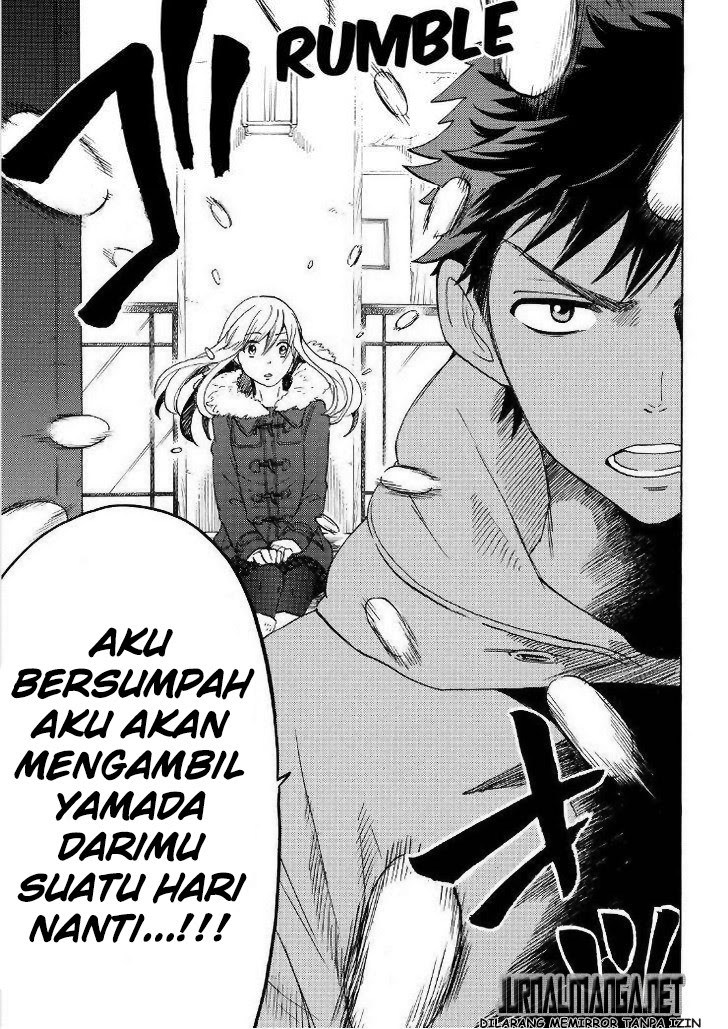 RUMBLE
AKU
BERSUMPAH
AKU AKAN
MENGAMBIL
YAMADA
DARIMU
SUATU HARI
NANTI...!!!
JURNALMANGA.NET
DILARANG MEMIRROR TANPA IZIN